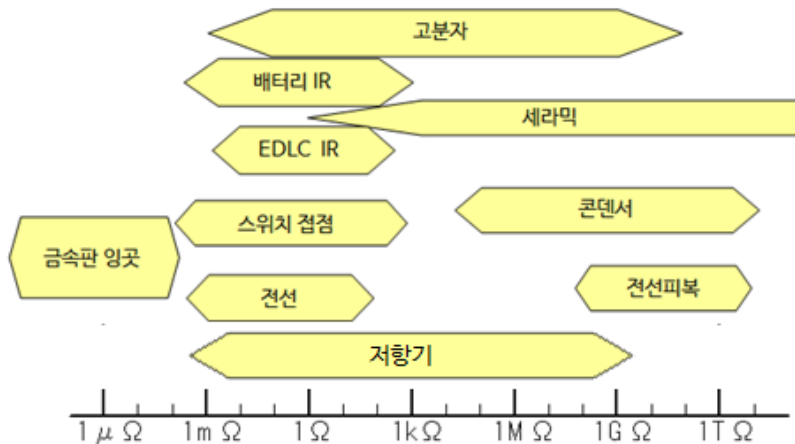 고분자
배터리 IR
세라믹
EDLC IR
스위치 접점
콘덴서
금속판 잉곳
전선
전선피복
저항기
1μΩ 1mΩ 1Ω 1kΩ 1MΩ 1GΩ 1TΩ